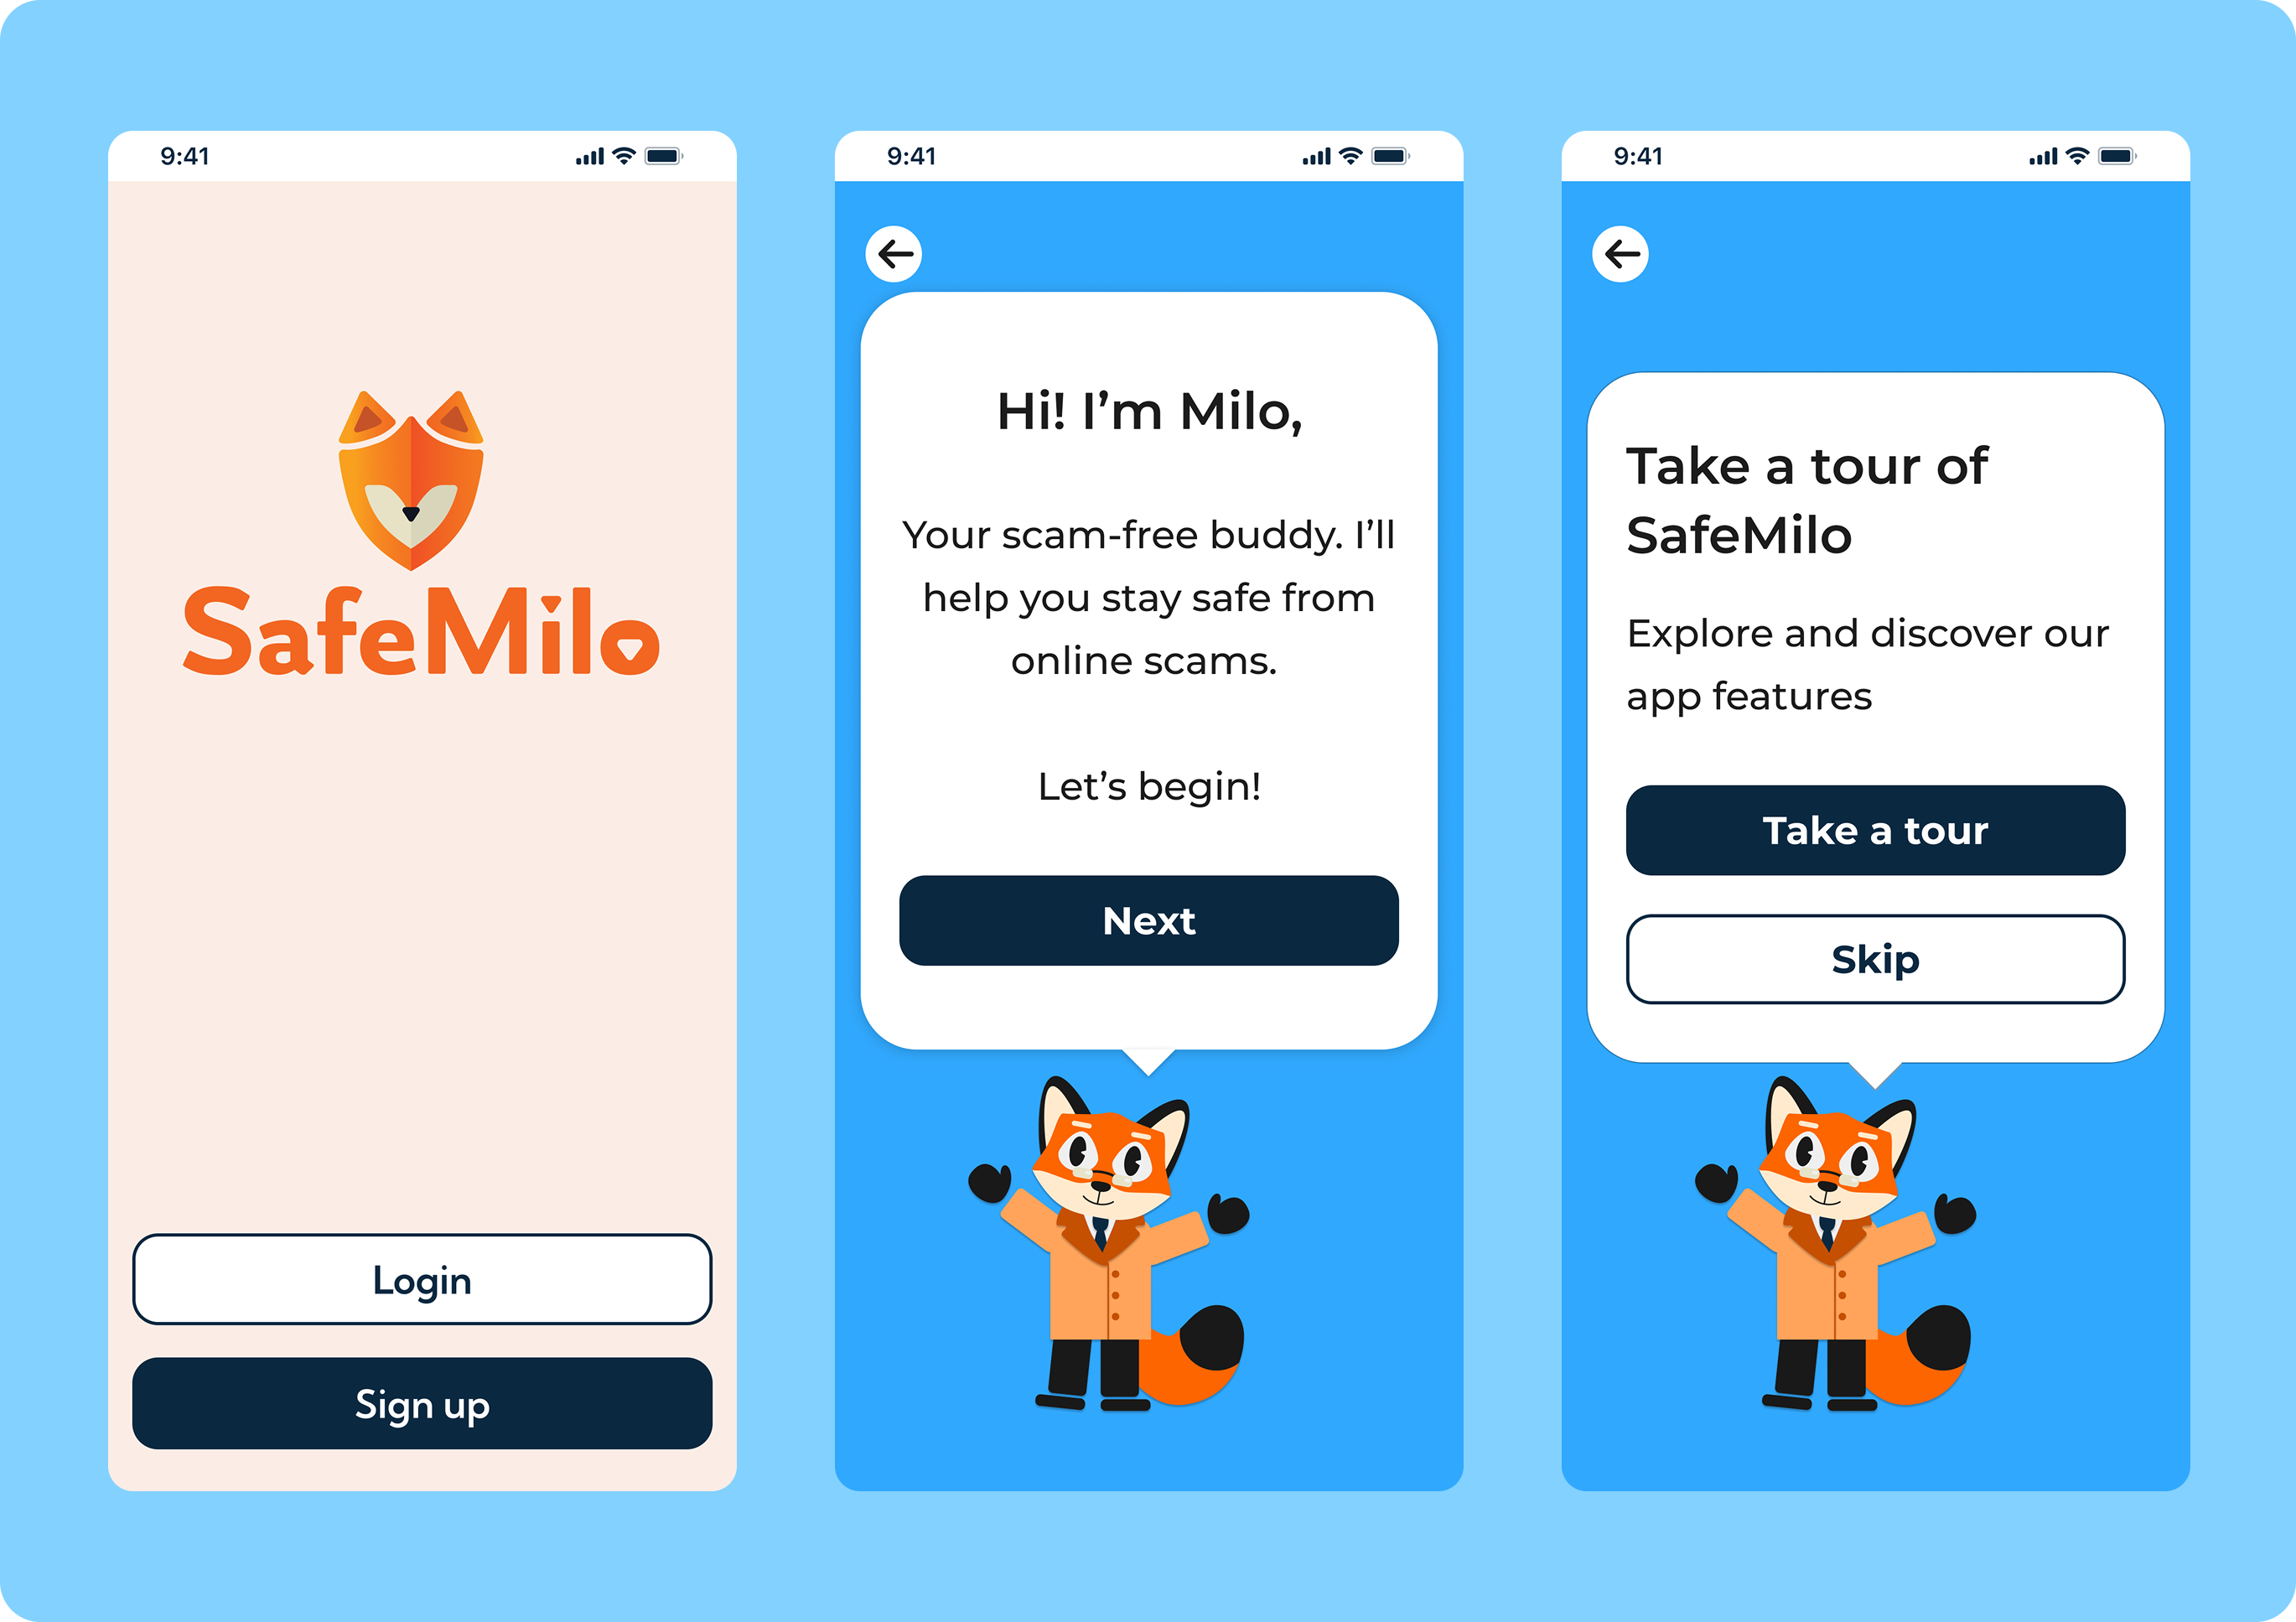 9:41
SafeMilo
Login
Sign up
9:41
Hi! I’m Milo,
Your scam-free buddy. I’ll
help you stay safe from
online scams.
Let’s begin!
Next
9:41
Take a tour of
SafeMilo
Explore and discover our
app features
Take a tour
Skip